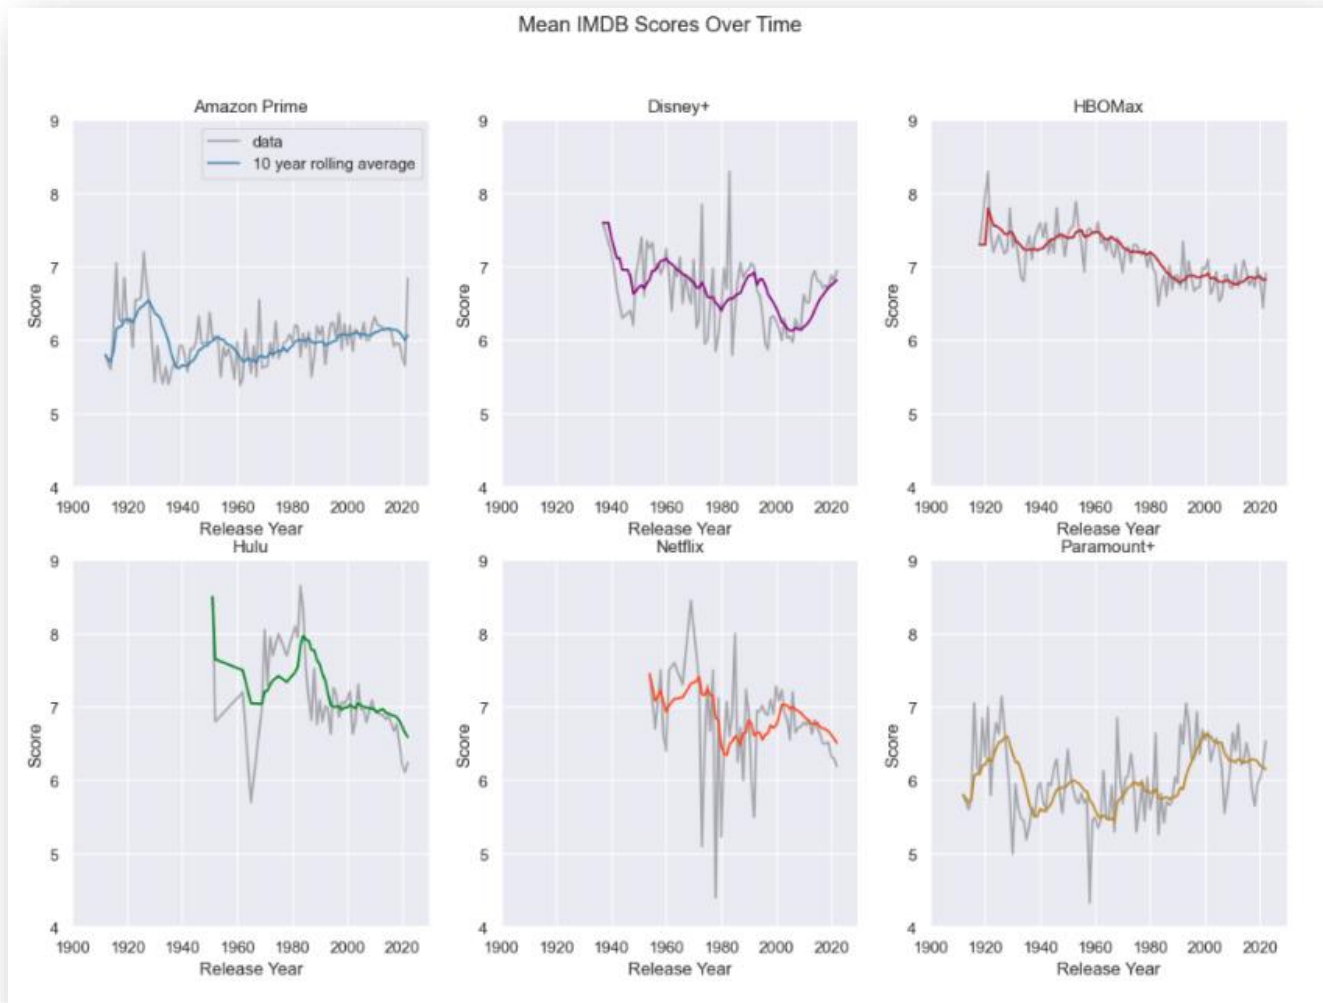 Mean IMDB Scores Over Time
Amazon Prime
9
8
7
6
5
4
Score
data
10 year rolling average
1900 1920 1940 1960 1980 2000 2020
Release Year
Disney+
9
8
7
6
5
4
Score
1900 1920 1940 1960 1980 2000 2020
Release Year
HBOMax
9
8
7
6
5
4
Score
1900 1920 1940 1960 1980 2000 2020
Release Year
Hulu
9
8
7
6
5
4
Score
1900 1920 1940 1960 1980 2000 2020
Release Year
Netflix
9
8
7
6
5
4
Score
1900 1920 1940 1960 1980 2000 2020
Release Year
Paramount+
9
8
7
6
5
4
Score
1900 1920 1940 1960 1980 2000 2020
Release Year